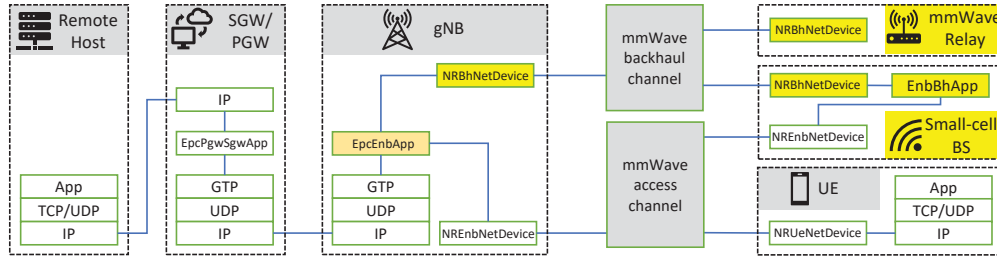 Remote
Host
App
TCP/UDP
IP
SGW/
PGW
IP
EpcPgwSgwApp
GTP
UDP
IP
gNB
NRBhNetDevice
EpcEnbApp
GTP
UDP
IP
NREnbNetDevice
mmWave
backhaul
channel
mmWave
access
channel
NRBhNetDevice
mmWave
Relay
NRBhNetDevice
EnbBhApp
NREnbNetDevice
Small-cell
BS
UE
NRUeNetDevice
App
TCP/UDP
IP